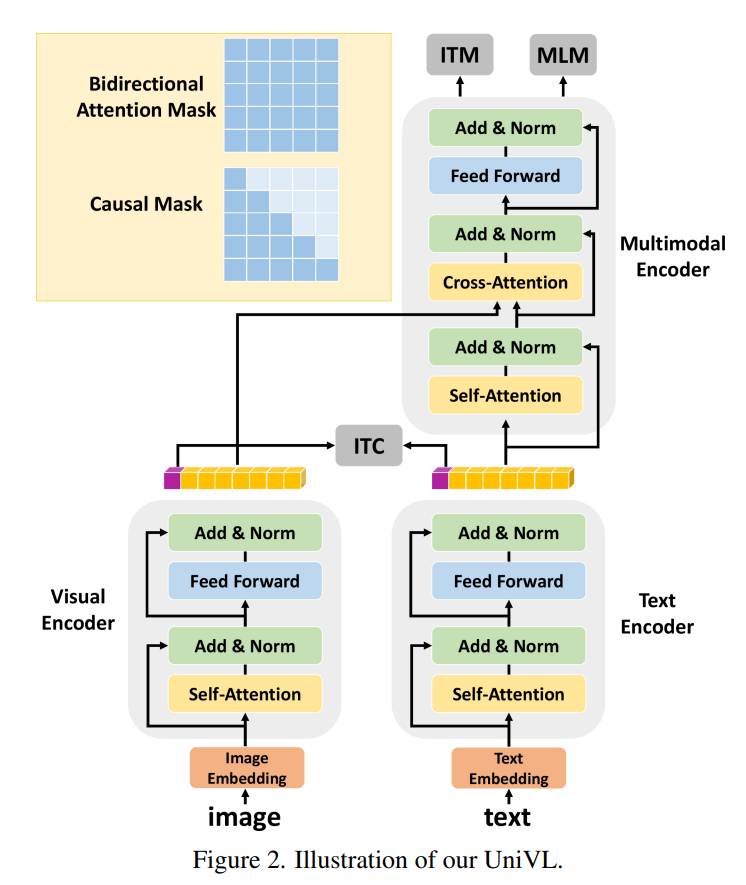 Bidirectional
Attention Mask
Causal Mask
ITM
MLM
Add & Norm
Feed Forward
Add & Norm
Cross-Attention
Add & Norm
Self-Attention
Multimodal
Encoder
ITC
Visual
Encoder
Add & Norm
Feed Forward
Add & Norm
Self-Attention
Image
Embedding
image
Add & Norm
Feed Forward
Add & Norm
Self-Attention
Text
Embedding
text
Text
Encoder
Figure 2. Illustration of our UniVL.